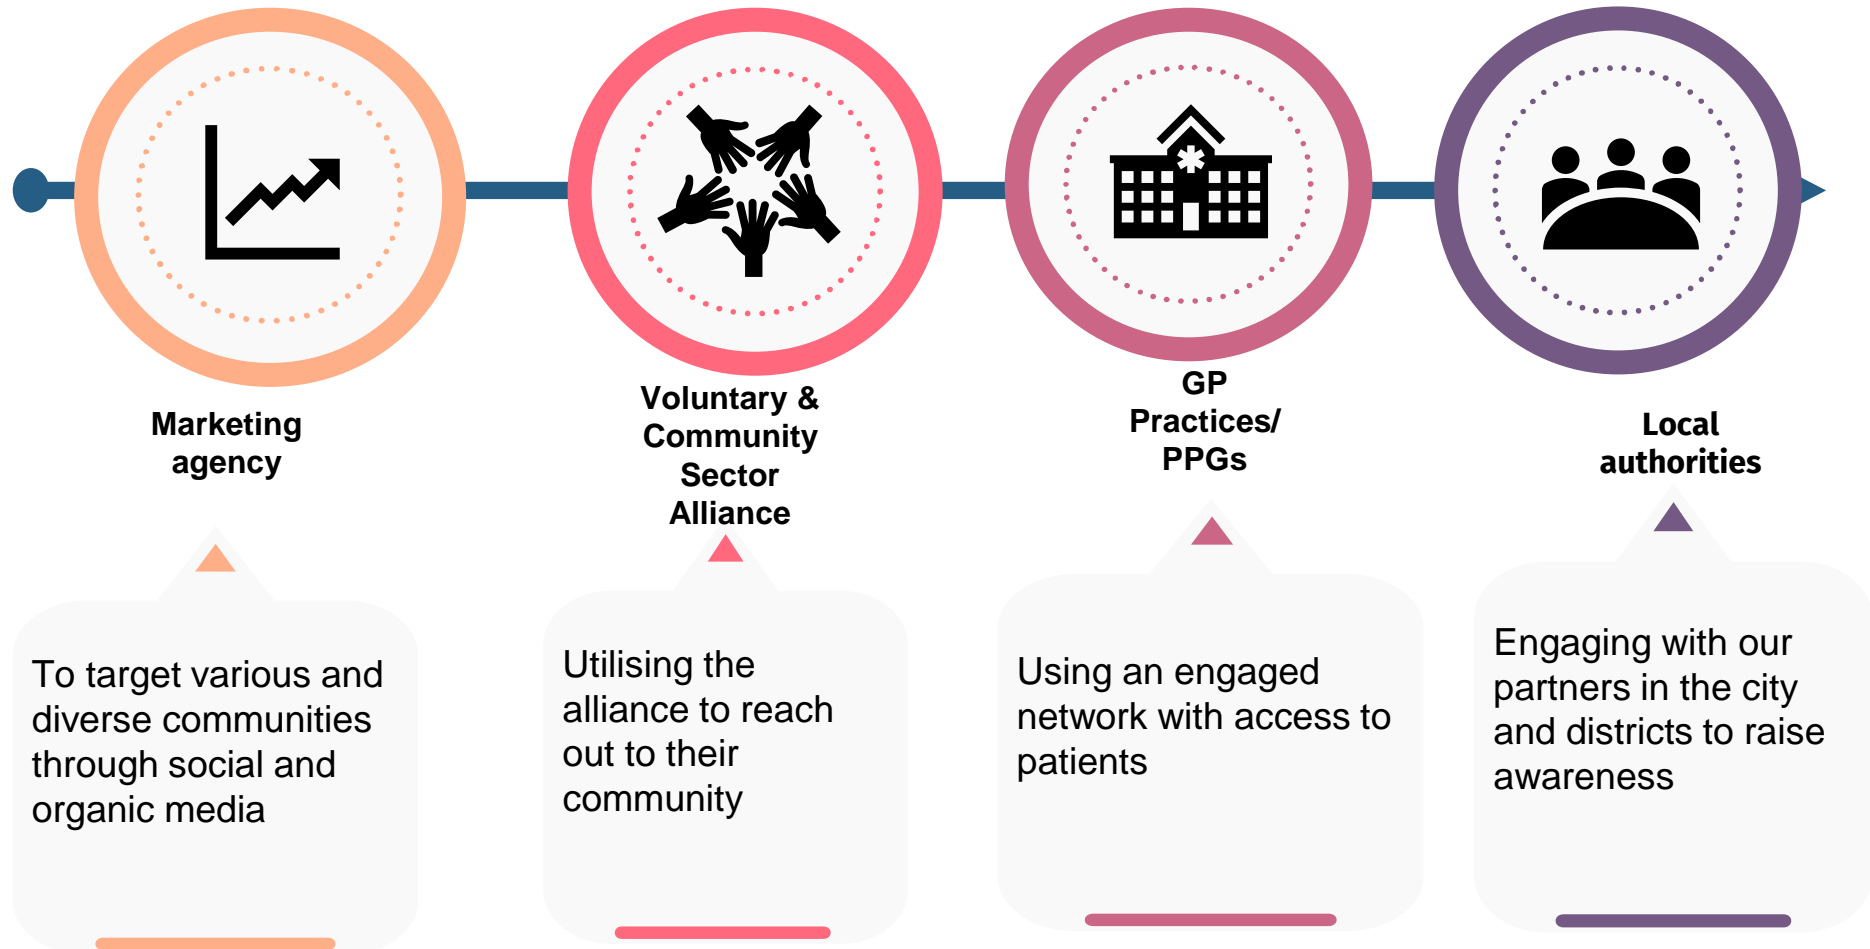 Marketing
agency
Voluntary &
Community
Sector
Alliance
GP
Practices/
PPGs
Local
authorities
To target various and
diverse communities
through social and
organic media
Utilising the
alliance to reach
out to their
community
Using an engaged
network with access to
patients
Engaging with our
partners in the city
and districts to raise
awareness